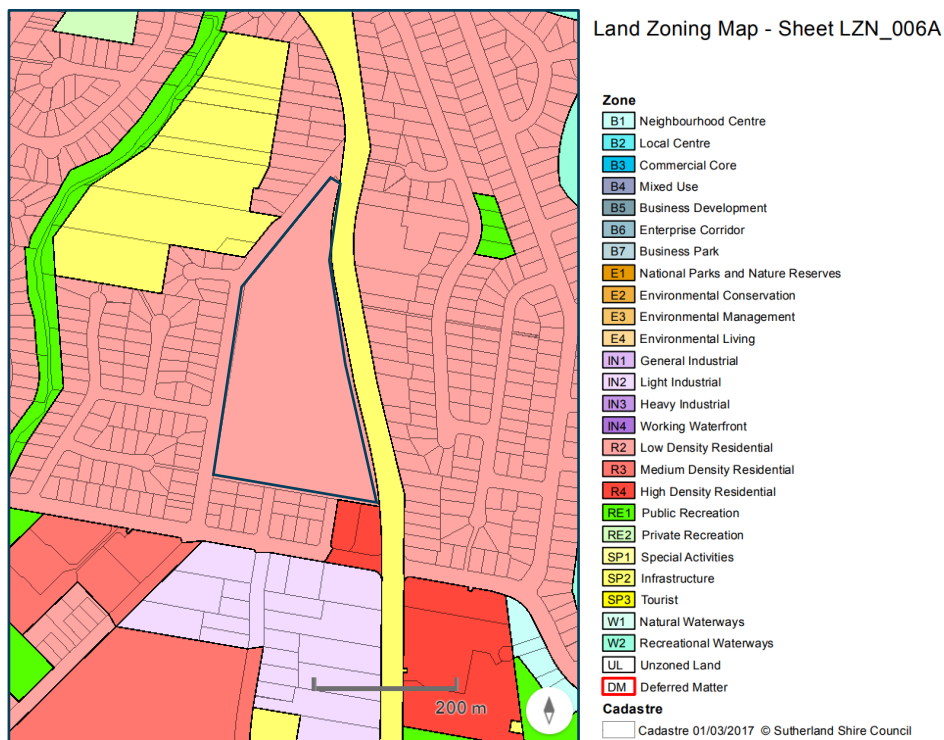 Land Zoning Map - Sheet LZN_006A
Zone
B1 Neighbourhood Centre
B2 Local Centre
B3 Commercial Core
B4 Mixed Use
B5 Business Development
B6 Enterprise Corridor
B7 Business Park
E1 National Parks and Nature Reserves
E2 Environmental Conservation
E3 Environmental Management
E4 Environmental Living
IN1 General Industrial
IN2 Light Industrial
IN3 Heavy Industrial
IN4 Working Waterfront
R2 Low Density Residential
R3 Medium Density Residential
R4 High Density Residential
RE1 Public Recreation
RE2 Private Recreation
SP1 Special Activities
SP2 Infrastructure
SP3 Tourist
W1 Natural Waterways
W2 Recreational Waterways
UL Unzoned Land
DM Deferred Matter
Cadastre
Cadastre 01/03/2017 © Sutherland Shire Council
200 m